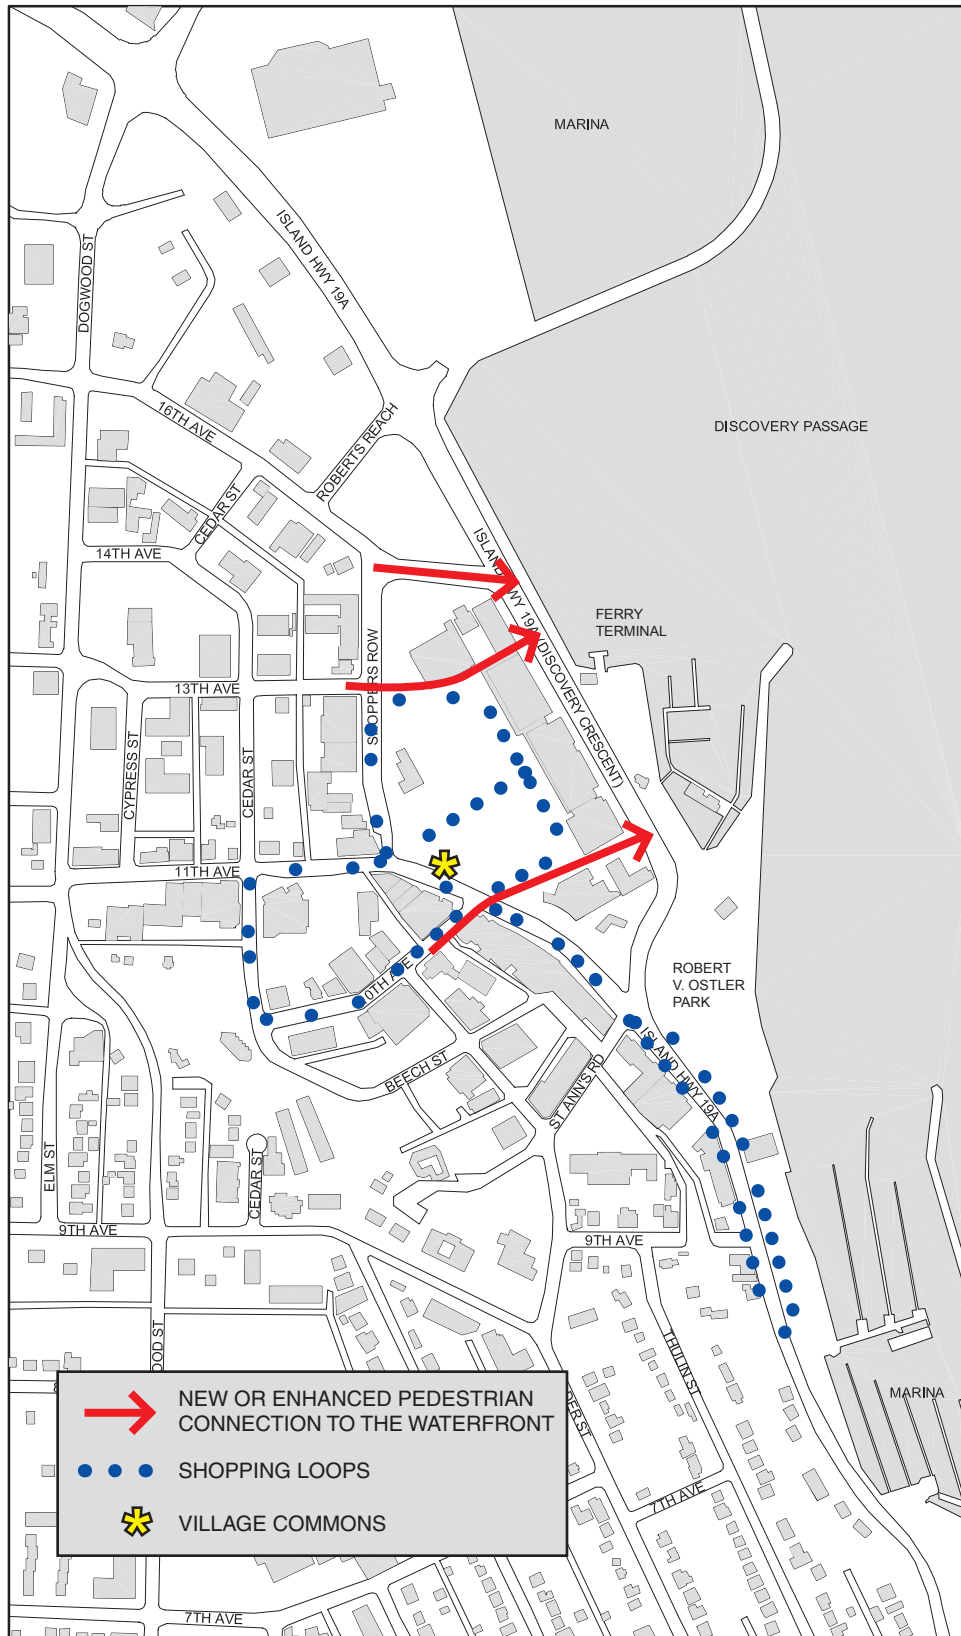 MARINA
ISLAND HWY 19A
DOGWOOD ST
DISCOVERY PASSAGE
16TH AVE
ROBERTS REACH
CEDAR ST
14TH AVE
ISLAND HWY 19A (DISCOVERY CRESCENT)
FERRY
TERMINAL
SHOPPERS ROW
13TH AVE
CYPRESS ST
CEDAR ST
11TH AVE
ROBERT
V. OSTLER
PARK
BEECH ST
ST ANN'S RD
ISLAND HWY 19A
ELM ST
CEDAR ST
9TH AVE
9TH AVE
THULIN ST
MARINA
7TH AVE
NEW OR ENHANCED PEDESTRIAN
CONNECTION TO THE WATERFRONT
SHOPPING LOOPS
VILLAGE COMMONS
7TH AVE